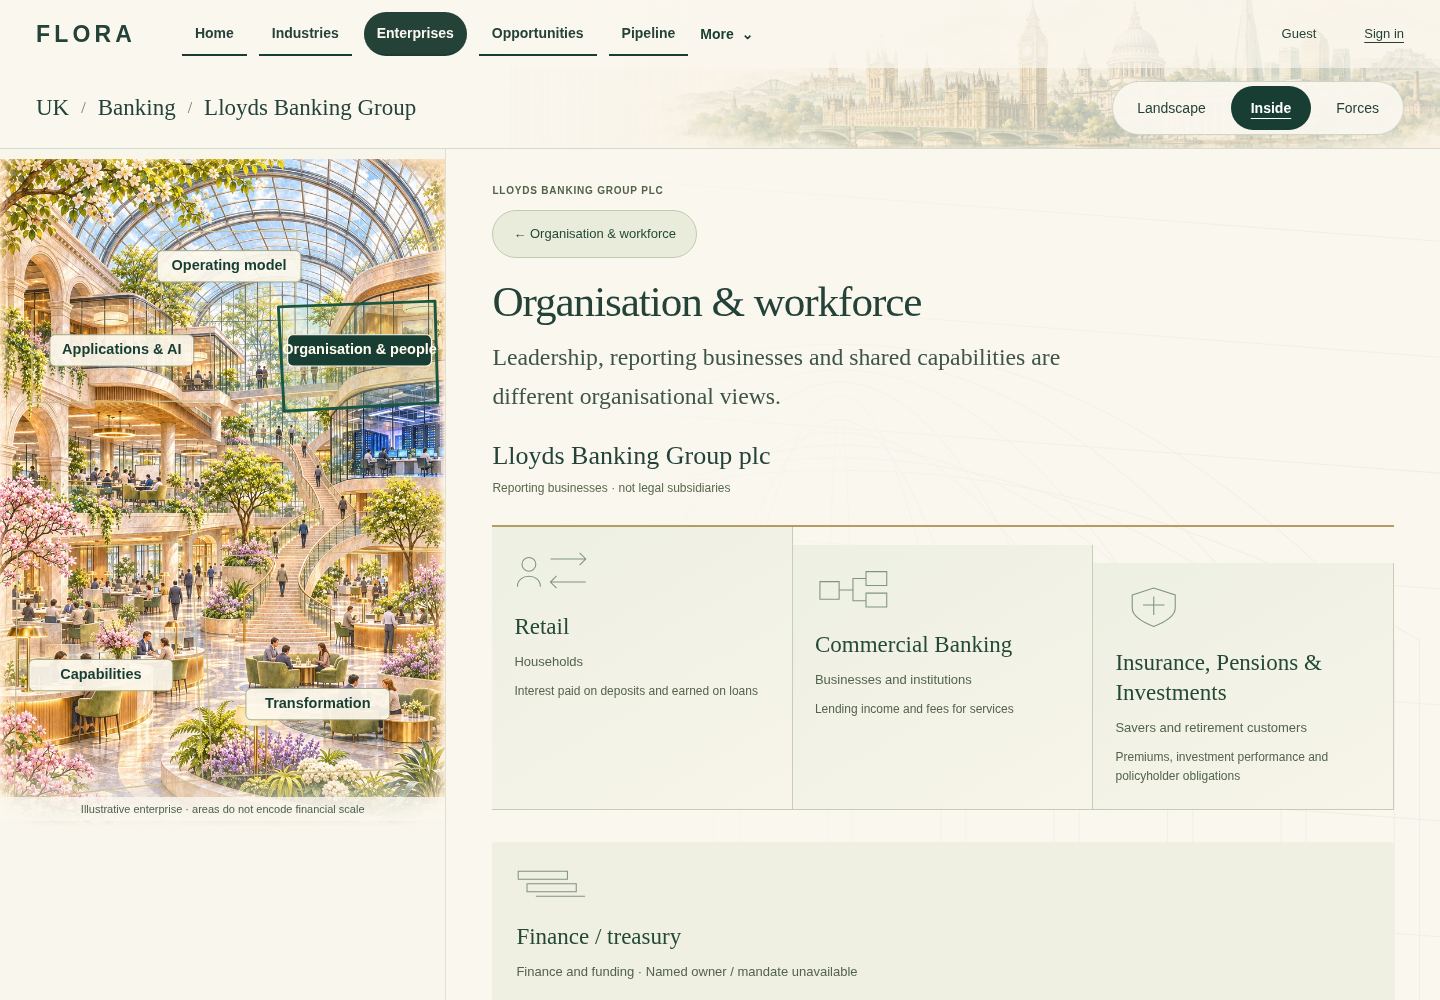 FLORA
Home
Industries
Enterprises
Opportunities
Pipeline
More
Guest
Sign in
UK / Banking / Lloyds Banking Group
Landscape
Inside
Forces
Operating model
Applications & AI
Organisation & people
Capabilities
Transformation
Illustrative enterprise · areas do not encode financial scale
LLOYDS BANKING GROUP PLC
← Organisation & workforce
Organisation & workforce
Leadership, reporting businesses and shared capabilities are
different organisational views.
Lloyds Banking Group plc
Reporting businesses · not legal subsidiaries
Retail
Households
Interest paid on deposits and earned on loans
Commercial Banking
Businesses and institutions
Lending income and fees for services
Insurance, Pensions &
Investments
Savers and retirement customers
Premiums, investment performance and
policyholder obligations
Finance / treasury
Finance and funding · Named owner / mandate unavailable